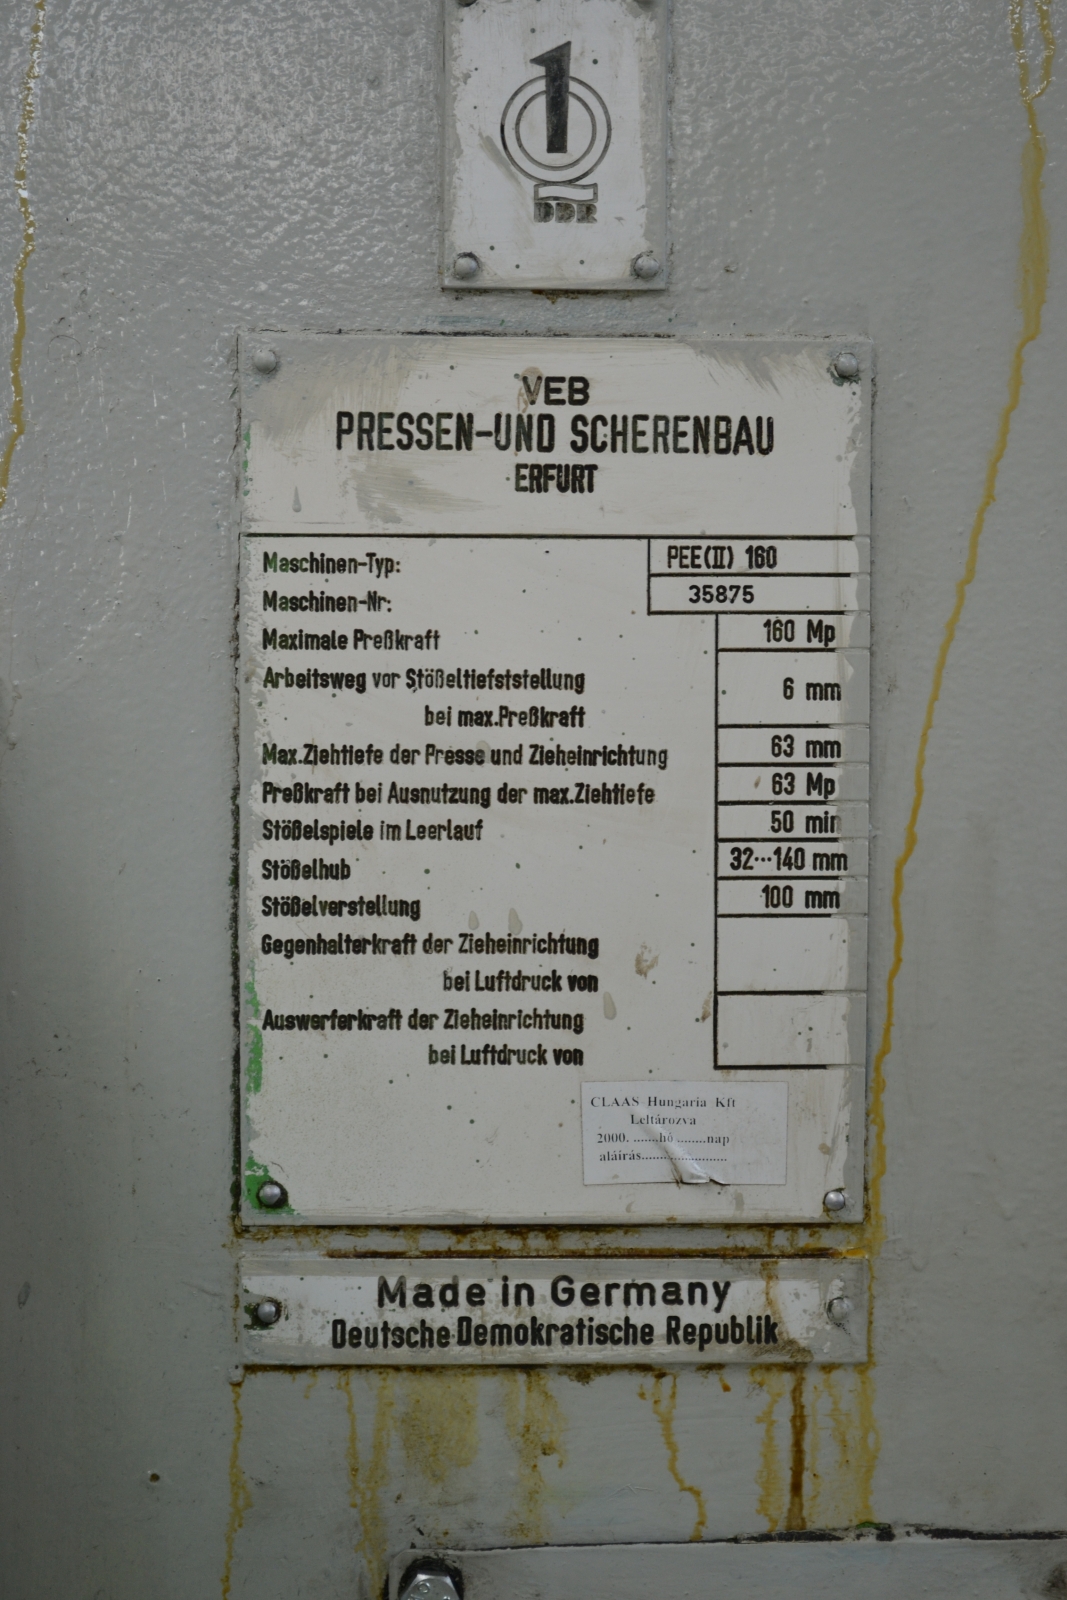 1
DDR
VEB
PRESSEN-UND SCHERENBAU
ERFURT
Maschinen-Typ: PEE(II) 160
Maschinen-Nr: 35875
Maximale Preßkraft 160 Mp
Arbeitsweg vor Stößeltiefststellung
bei max.Preßkraft 6 mm
Max.Ziehtiefe der Presse und Zieheinrichtung 63 mm
Preßkraft bei Ausnutzung der max.Ziehtiefe 63 Mp
Stößelspiele im Leerlauf 50 min
Stößelhub 32···140 mm
Stößelverstellung 100 mm
Gegenhalterkraft der Zieheinrichtung
bei Luftdruck von
Auswerferkraft der Zieheinrichtung
bei Luftdruck von
CLAAS Hungaria Kft
Leltározva
2000. .......hó ........nap
aláírás........................
Made in Germany
Deutsche Demokratische Republik